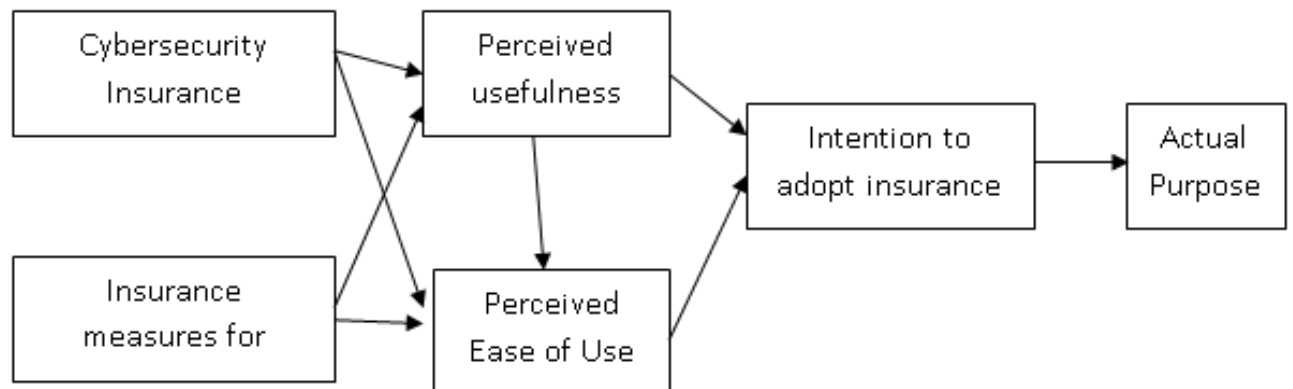 Cybersecurity
Insurance
Perceived
usefulness
Intention to
adopt insurance
Actual
Purpose
Insurance
measures for
Perceived
Ease of Use